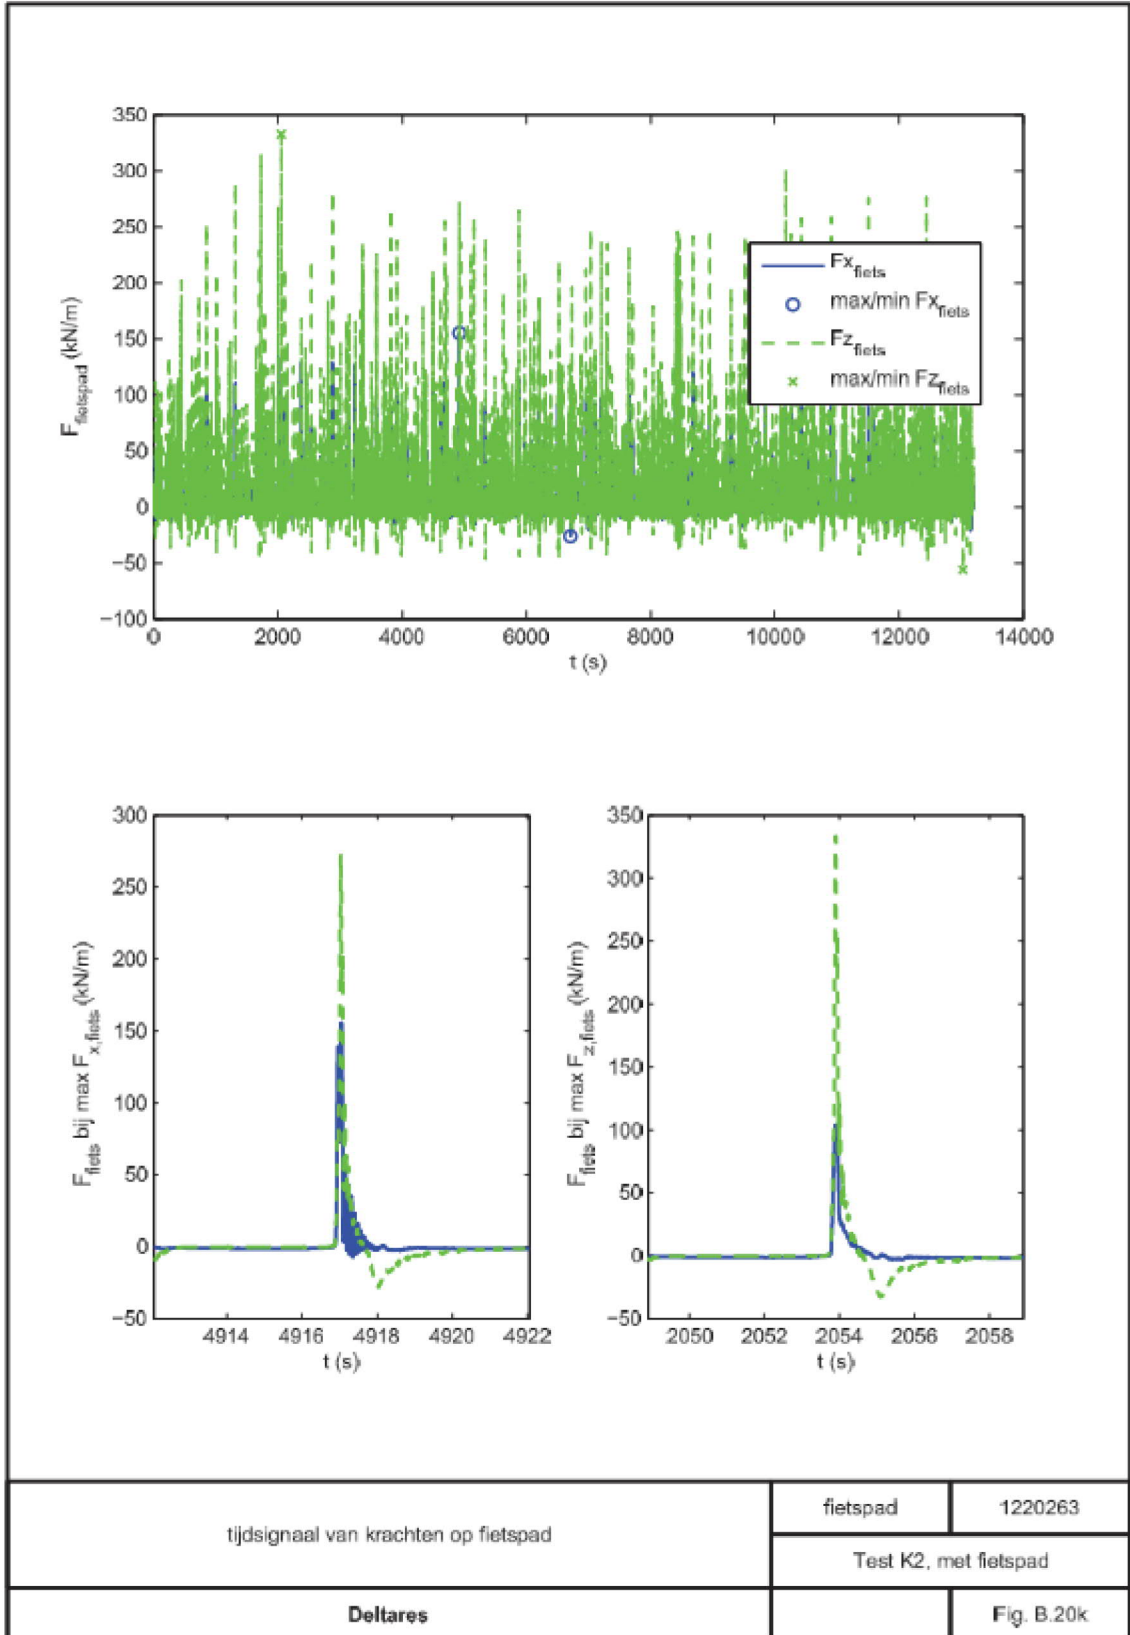 350
300
250
200
150
100
50
0
−50
−100
F_fietspad (kN/m)
0 2000 4000 6000 8000 10000 12000 14000
t (s)
Fx_fiets
max/min Fx_fiets
Fz_fiets
max/min Fz_fiets
300
250
200
150
100
50
0
−50
F_fiets bij max F_x,fiets (kN/m)
4914 4916 4918 4920 4922
t (s)
350
300
250
200
150
100
50
0
−50
F_fiets bij max F_z,fiets (kN/m)
2050 2052 2054 2056 2058
t (s)
tijdsignaal van krachten op fietspad
fietspad 1220263
Test K2, met fietspad
Deltares
Fig. B.20k